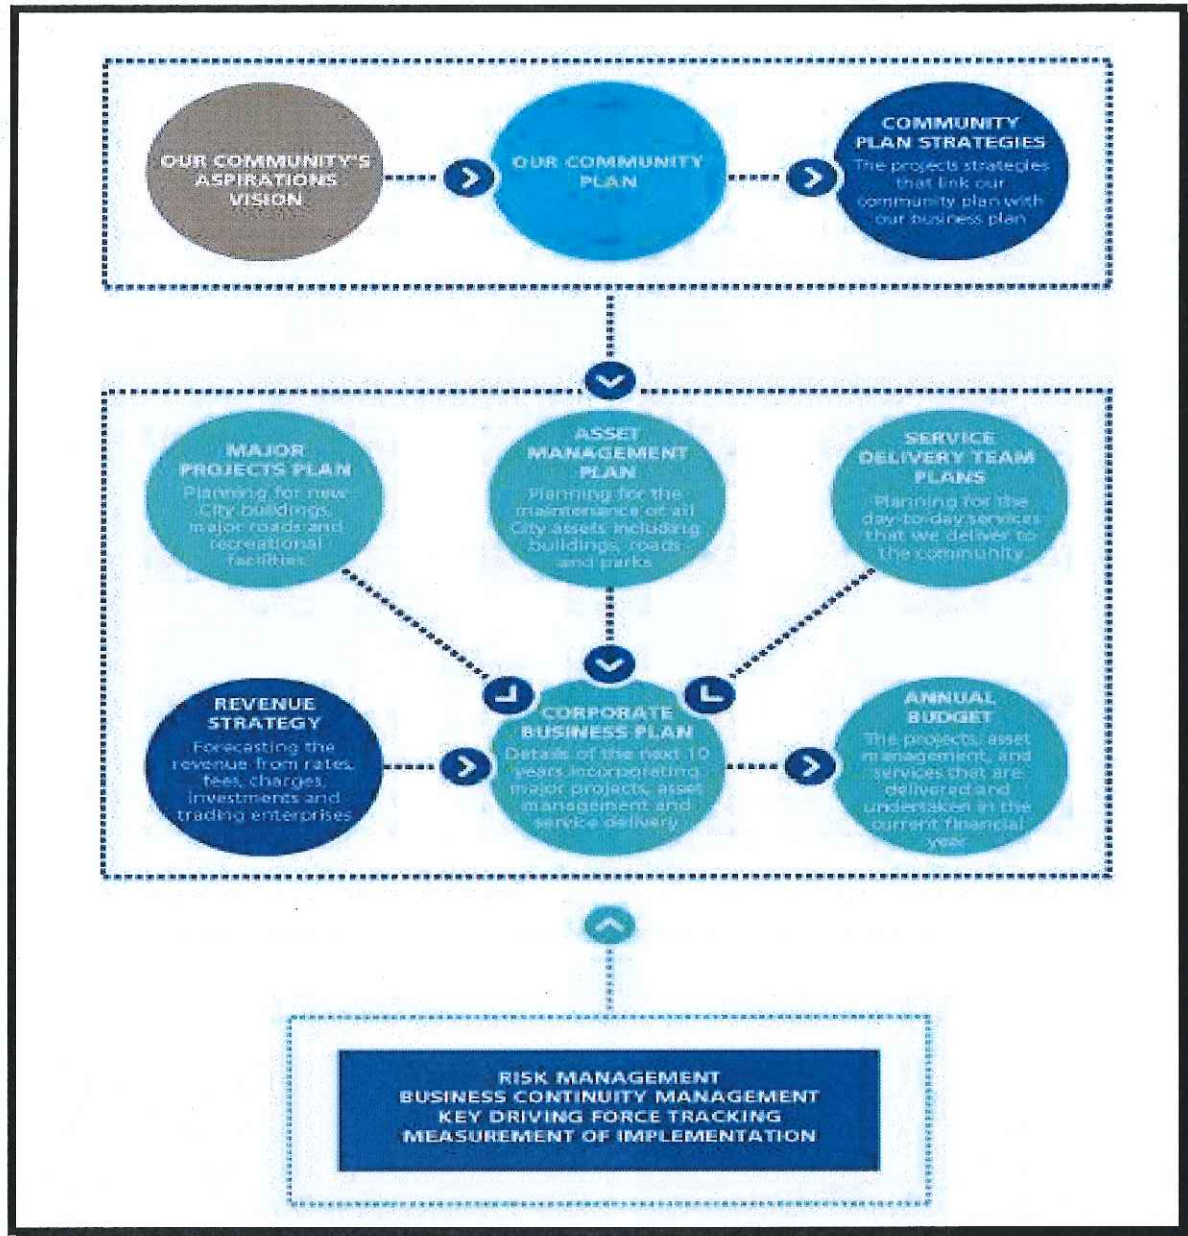 OUR COMMUNITY'S
ASPIRATIONS
VISION
OUR COMMUNITY
PLAN
COMMUNITY
PLAN STRATEGIES
The projects strategies
that link our
community plan with
our business plan
MAJOR
PROJECTS PLAN
Planning for new
City buildings,
major roads and
recreational
facilities
ASSET
MANAGEMENT
PLAN
Planning for the
maintenance of all
City assets including
buildings, roads
and parks
SERVICE
DELIVERY TEAM
PLANS
Planning for the
day-to-day services
that we deliver to
the community
REVENUE
STRATEGY
Forecasting the
revenue from rates,
fees, charges,
investments and
trading enterprises
CORPORATE
BUSINESS PLAN
Details of the next 10
years incorporating
major projects, asset
management and
service delivery
ANNUAL
BUDGET
The projects, asset
management, and
services that are
delivered and
undertaken in the
current financial
year
RISK MANAGEMENT
BUSINESS CONTINUITY MANAGEMENT
KEY DRIVING FORCE TRACKING
MEASUREMENT OF IMPLEMENTATION